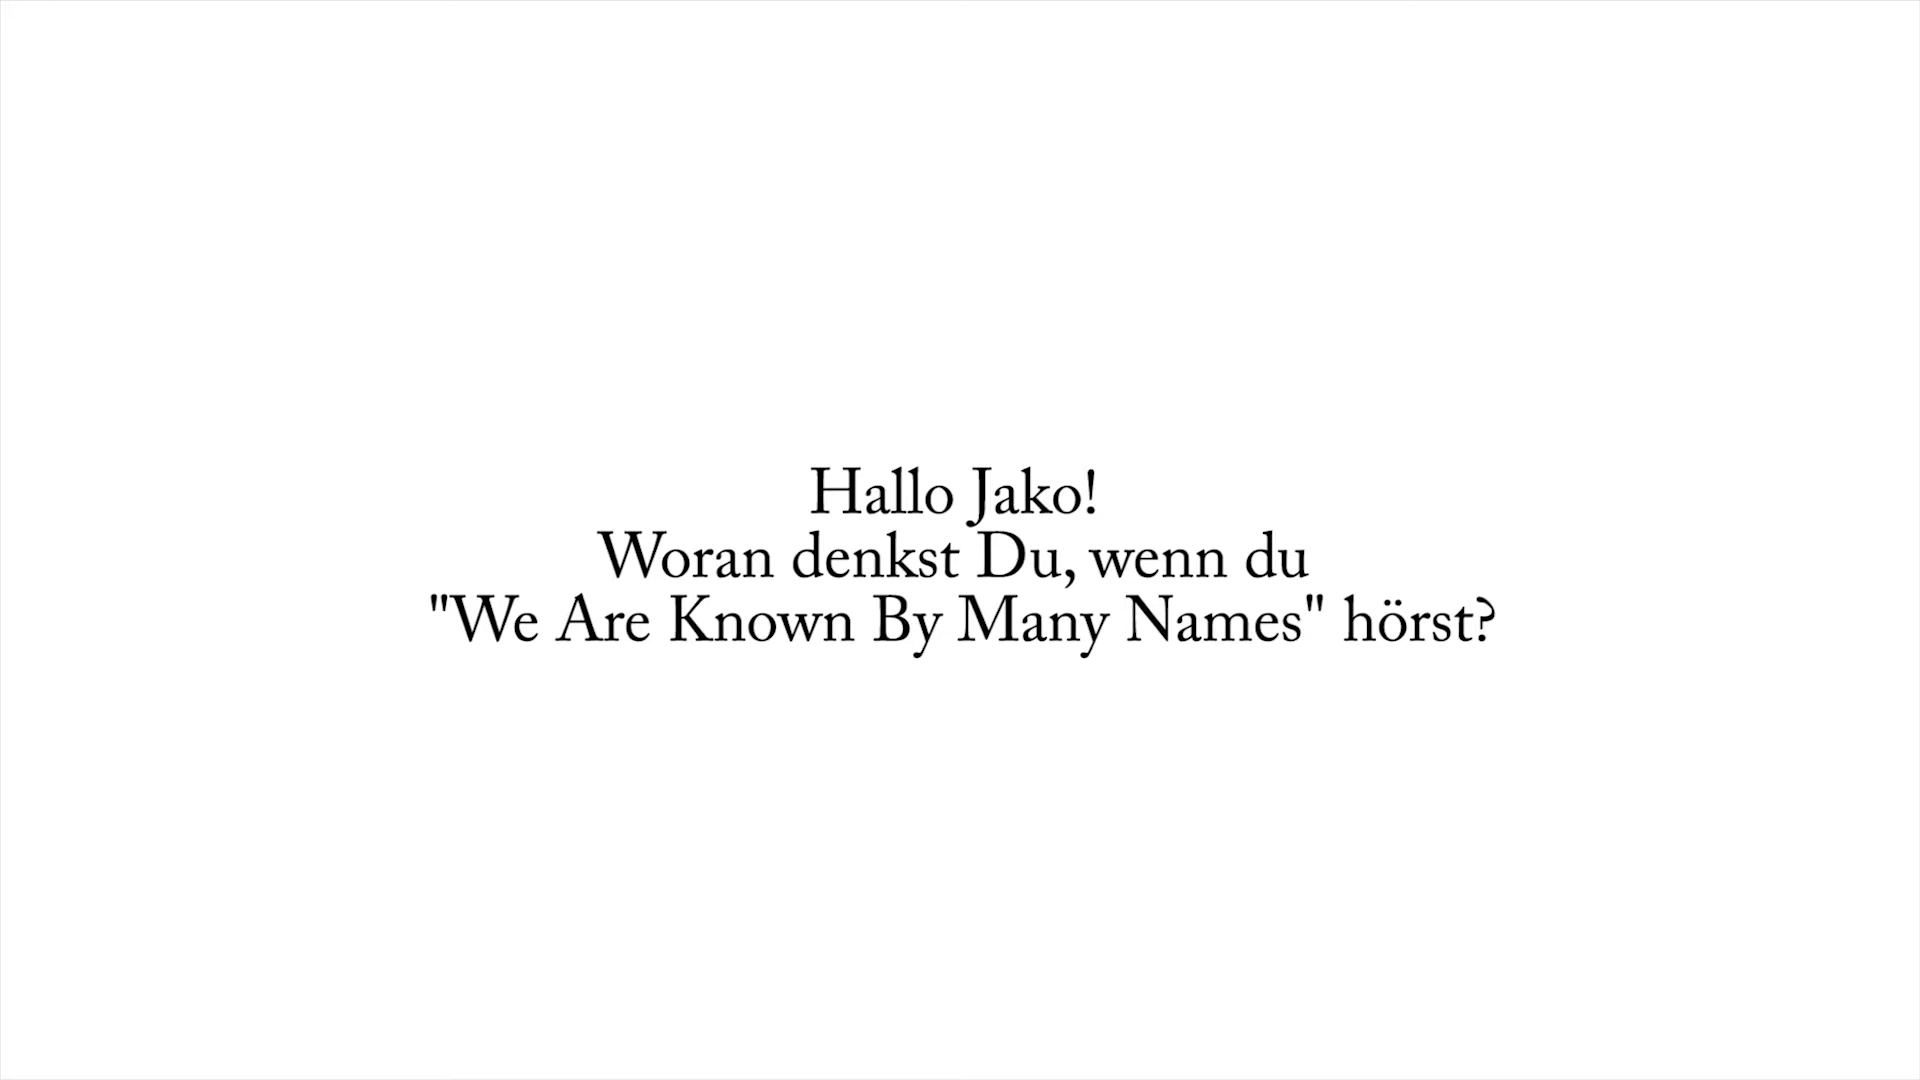 Hallo Jako!
Woran denkst Du, wenn du
"We Are Known By Many Names" hörst?